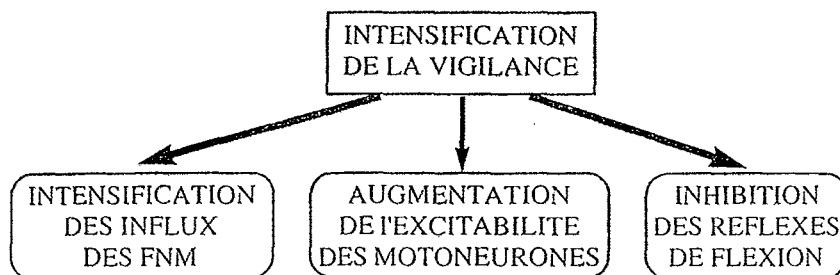 INTENSIFICATION
DE LA VIGILANCE
INTENSIFICATION
DES INFLUX
DES FNM
AUGMENTATION
DE l'EXCITABILITE
DES MOTONEURONES
INHIBITION
DES REFLEXES
DE FLEXION